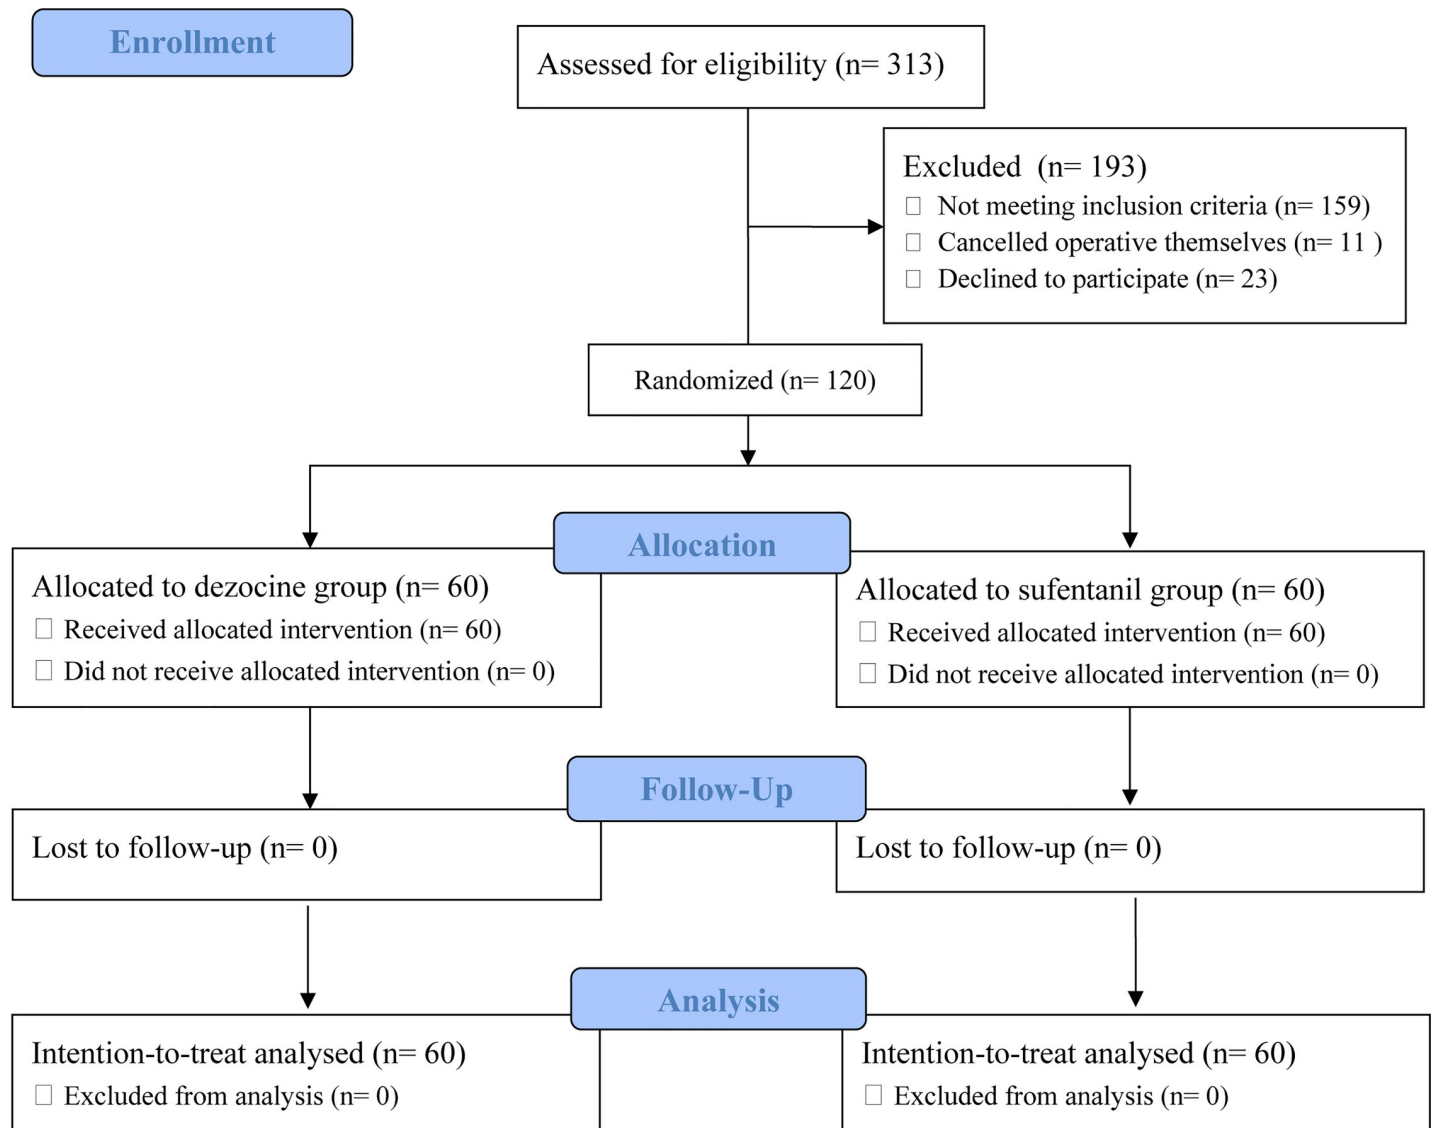 Enrollment
Assessed for eligibility (n= 313)
Excluded (n= 193)
Not meeting inclusion criteria (n= 159)
Cancelled operative themselves (n= 11 )
Declined to participate (n= 23)
Randomized (n= 120)
Allocation
Allocated to dezocine group (n= 60)
Received allocated intervention (n= 60)
Did not receive allocated intervention (n= 0)
Allocated to sufentanil group (n= 60)
Received allocated intervention (n= 60)
Did not receive allocated intervention (n= 0)
Follow-Up
Lost to follow-up (n= 0)
Lost to follow-up (n= 0)
Analysis
Intention-to-treat analysed (n= 60)
Excluded from analysis (n= 0)
Intention-to-treat analysed (n= 60)
Excluded from analysis (n= 0)